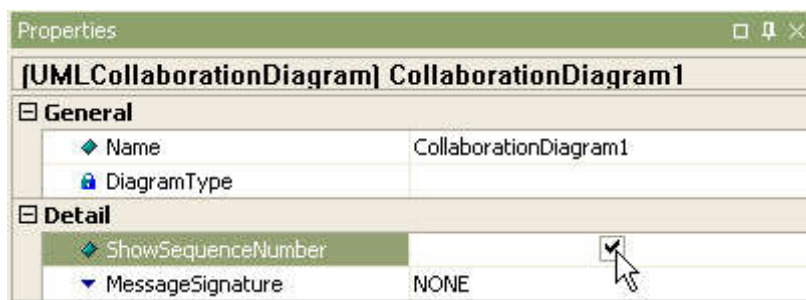 Properties
(UMLCollaborationDiagram) CollaborationDiagram1
General
Name CollaborationDiagram1
DiagramType
Detail
ShowSequenceNumber
MessageSignature NONE